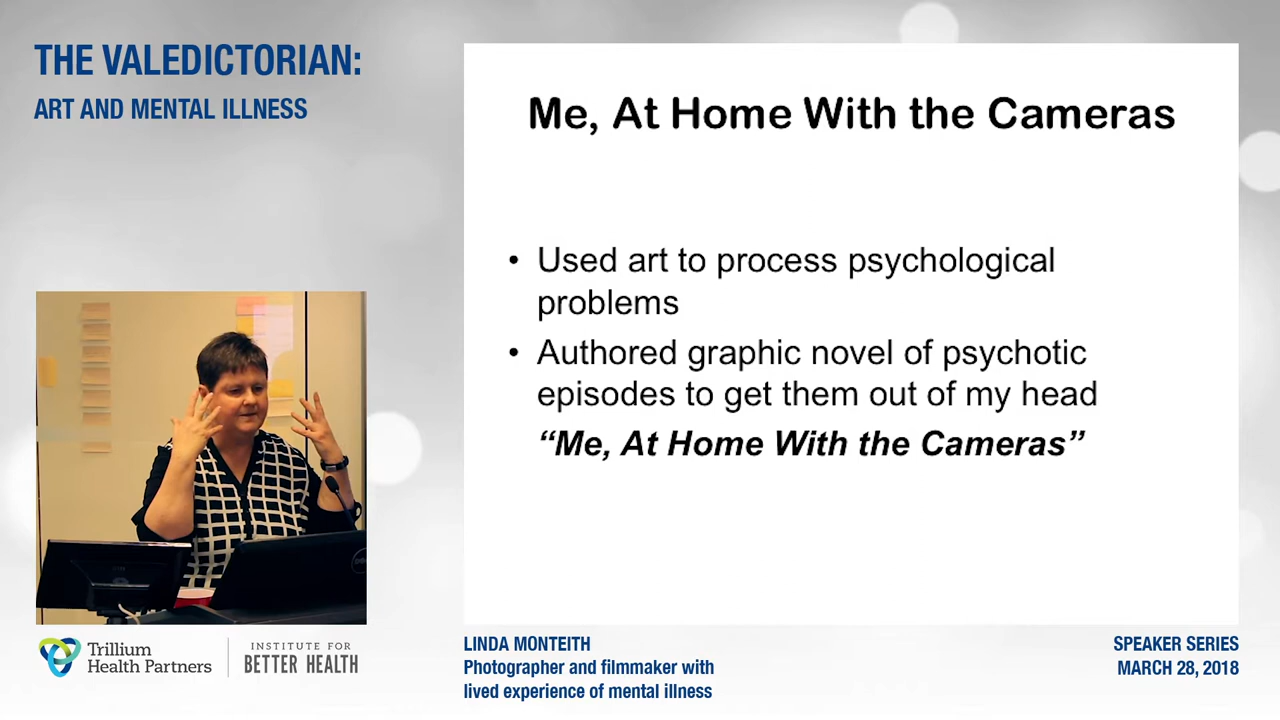 THE VALEDICTORIAN:
ART AND MENTAL ILLNESS
Me, At Home With the Cameras
• Used art to process psychological
problems
• Authored graphic novel of psychotic
episodes to get them out of my head
“Me, At Home With the Cameras”
Trillium
Health Partners
INSTITUTE FOR
BETTER HEALTH
LINDA MONTEITH
Photographer and filmmaker with
lived experience of mental illness
SPEAKER SERIES
MARCH 28, 2018